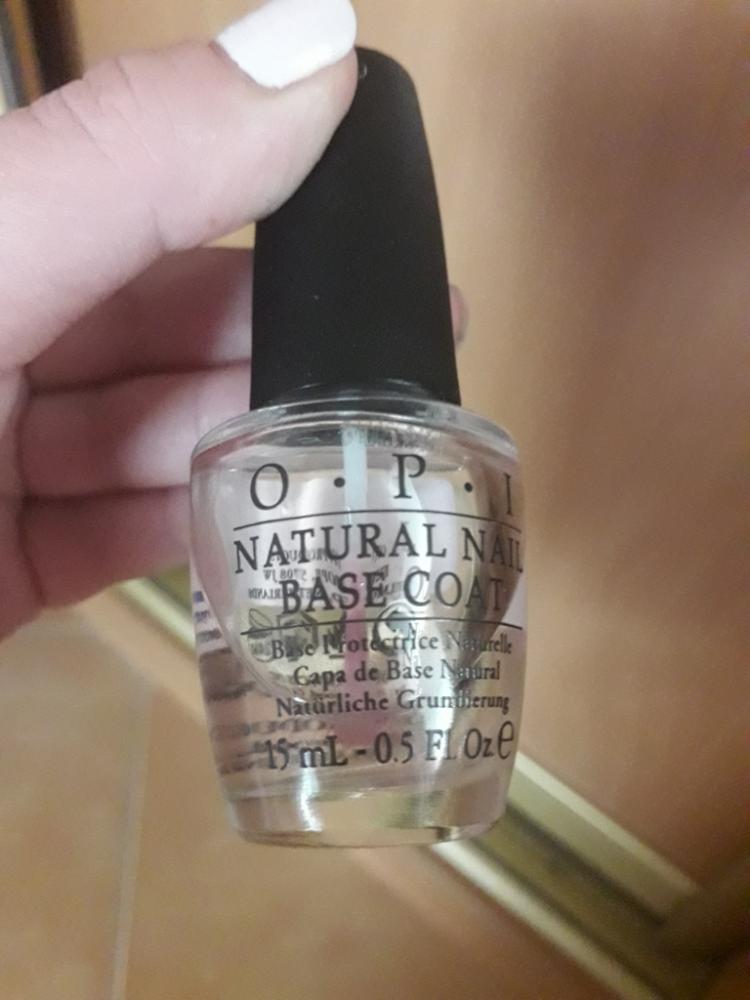 O · P · I
NATURAL NAIL
BASE COAT
Base Protectrice Naturelle
Capa de Base Natural
Natürliche Grundierung
15 mL - 0.5 Fl. Oz e